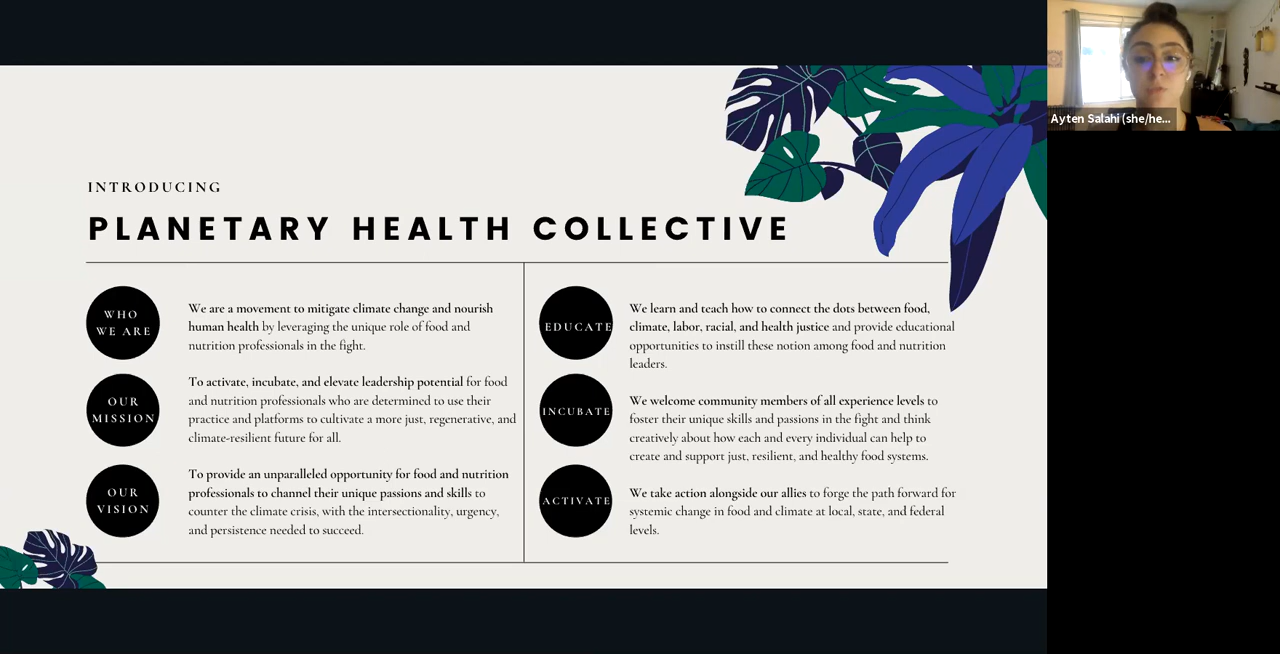 INTRODUCING
PLANETARY HEALTH COLLECTIVE
WHO
WE ARE
We are a movement to mitigate climate change and nourish
human health by leveraging the unique role of food and
nutrition professionals in the fight.
OUR
MISSION
To activate, incubate, and elevate leadership potential for food
and nutrition professionals who are determined to use their
practice and platforms to cultivate a more just, regenerative, and
climate-resilient future for all.
OUR
VISION
To provide an unparalleled opportunity for food and nutrition
professionals to channel their unique passions and skills to
counter the climate crisis, with the intersectionality, urgency,
and persistence needed to succeed.
EDUCATE
We learn and teach how to connect the dots between food,
climate, labor, racial, and health justice and provide educational
opportunities to instill these notion among food and nutrition
leaders.
INCUBATE
We welcome community members of all experience levels to
foster their unique skills and passions in the fight and think
creatively about how each and every individual can help to
create and support just, resilient, and healthy food systems.
ACTIVATE
We take action alongside our allies to forge the path forward for
systemic change in food and climate at local, state, and federal
levels.
Ayten Salahi (she/he...